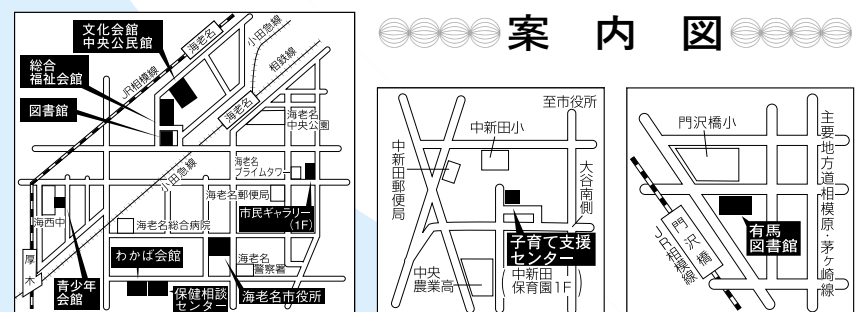 案内図
文化会館
中央公民館
総合
福祉会館
図書館
JR相模線
海老名
小田急線
相鉄線
海老名
海老名
中央公園
小田急線
海老名
プライムタワー
海老名郵便局
市民ギャラリー
(1F)
海西中
海老名総合病院
厚木
わかば会館
海老名
警察署
青少年
会館
保健相談
センター
海老名市役所
至市役所
中新田小
中新田郵便局
大谷南側
子育て支援
センター
(中新田
保育園1F)
中央
農業高
門沢橋小
主要地方道相模原・茅ヶ崎線
有馬
図書館
門沢橋
JR相模線